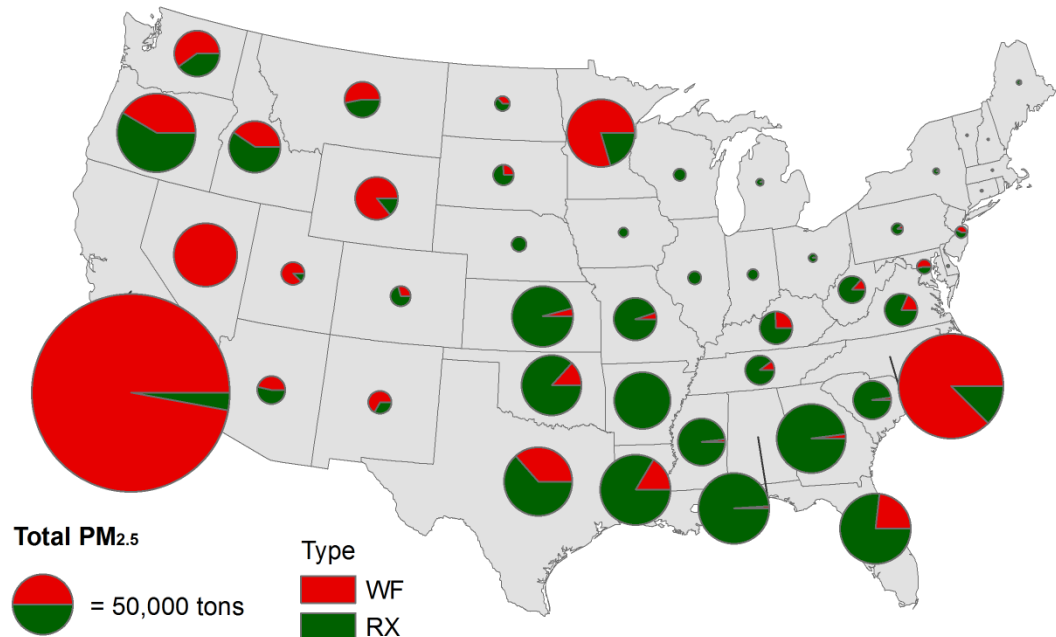 Total PM2.5
= 50,000 tons
Type
WF
RX